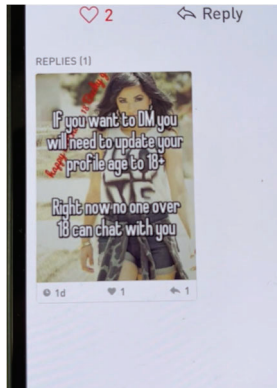 2
Reply
REPLIES (1)
IF you want to DM you
will need to update your
profile age to 18+
Right now no one over
18 can chat with you
1d
1
1